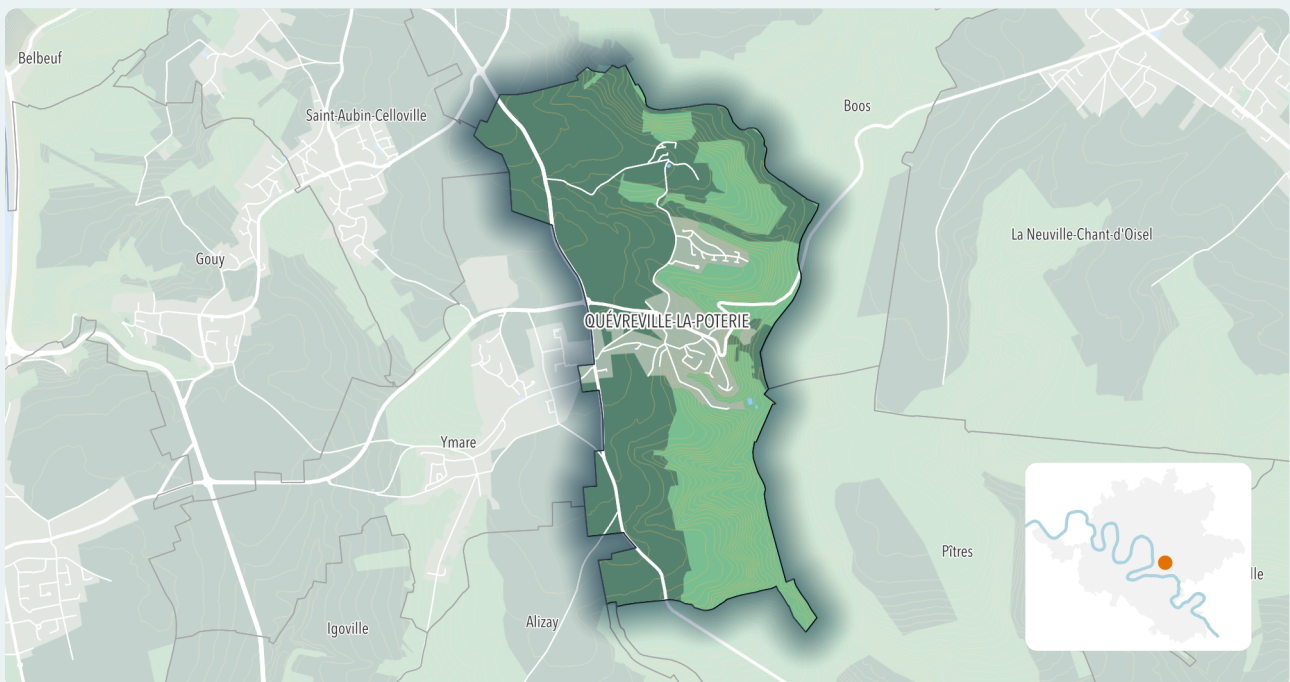 Belbeuf
Saint-Aubin-Celloville
Boos
La Neuville-Chant-d'Oisel
Gouy
QUÉVREVILLE-LA-POTERIE
Ymare
Pîtres
lle
Alizay
Igoville